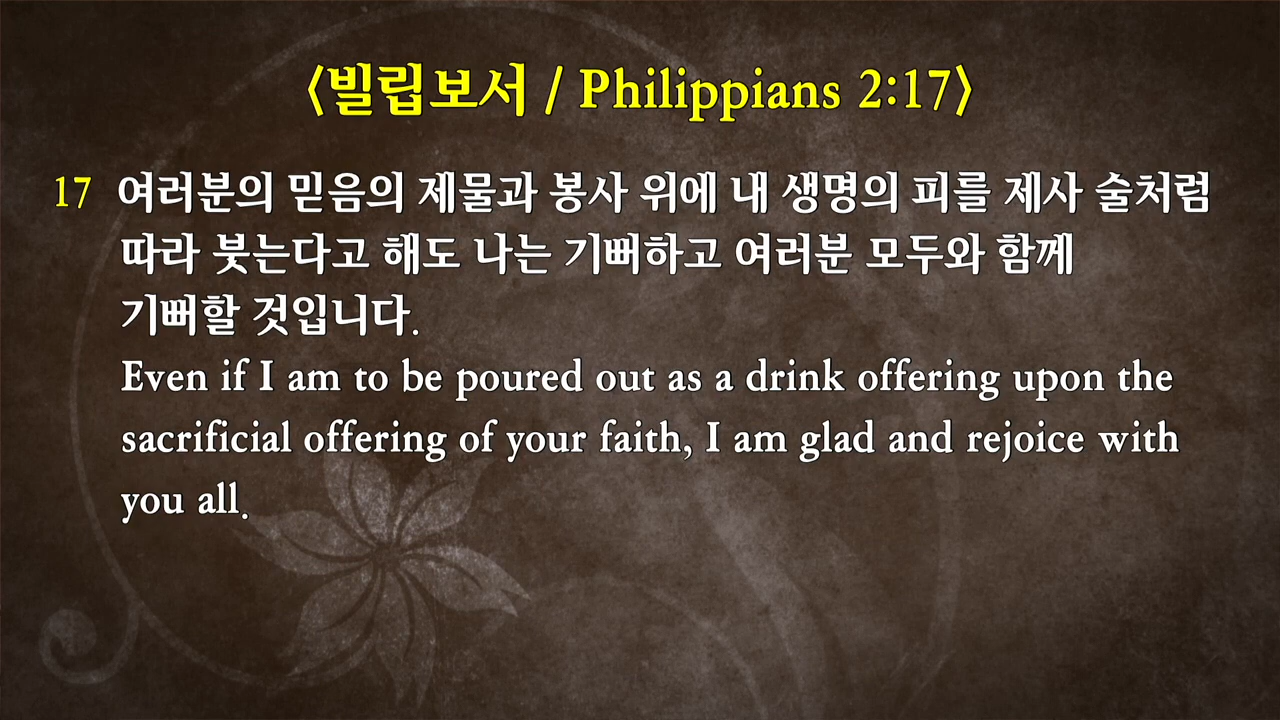 <빌립보서 / Philippians 2:17>
17 여러분의 믿음의 제물과 봉사 위에 내 생명의 피를 제사 술처럼
따라 붓는다고 해도 나는 기뻐하고 여러분 모두와 함께
기뻐할 것입니다.
Even if I am to be poured out as a drink offering upon the
sacrificial offering of your faith, I am glad and rejoice with
you all.